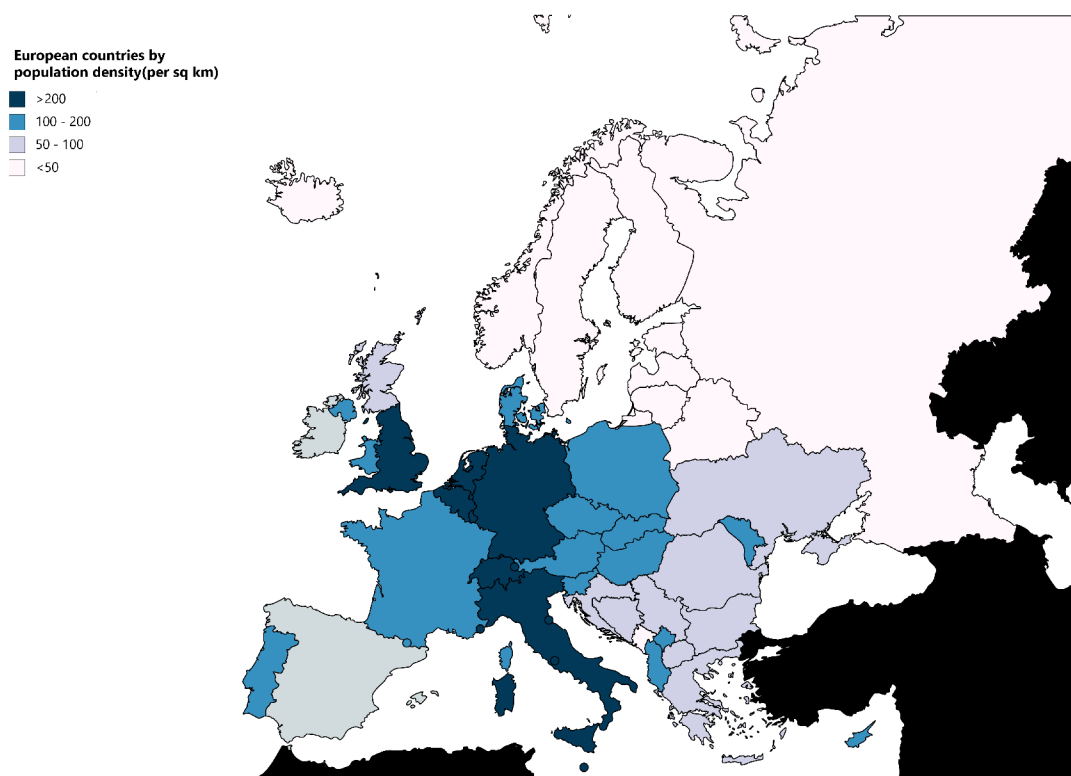 European countries by
population density(per sq km)
>200
100 - 200
50 - 100
<50